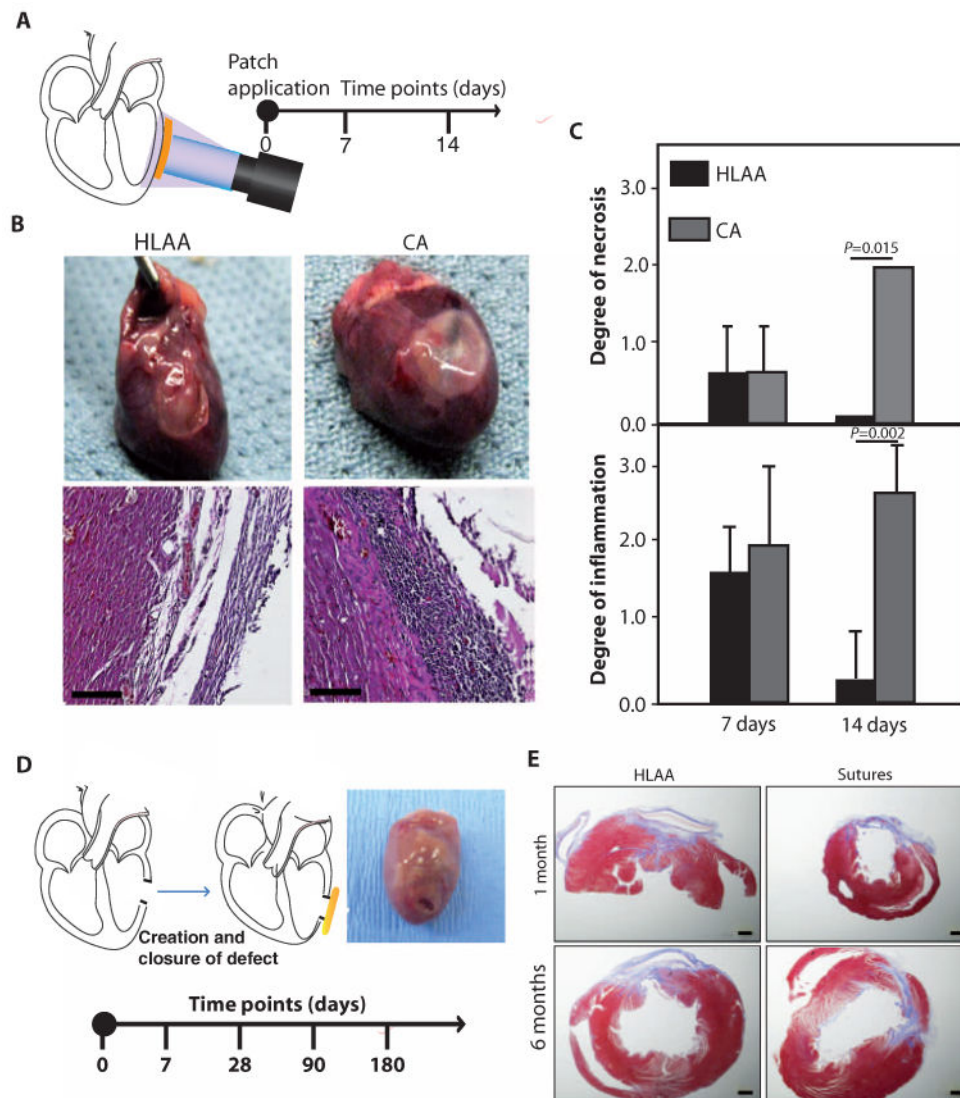 A
Patch
application
Time points (days)
0
7
14
B
HLAA
CA
C
HLAA
CA
Degree of necrosis
3.0
2.0
1.0
0.0
P=0.015
Degree of inflammation
3.0
2.0
1.0
0.0
P=0.002
7 days
14 days
D
Creation and
closure of defect
Time points (days)
0
7
28
90
180
E
HLAA
Sutures
1 month
6 months